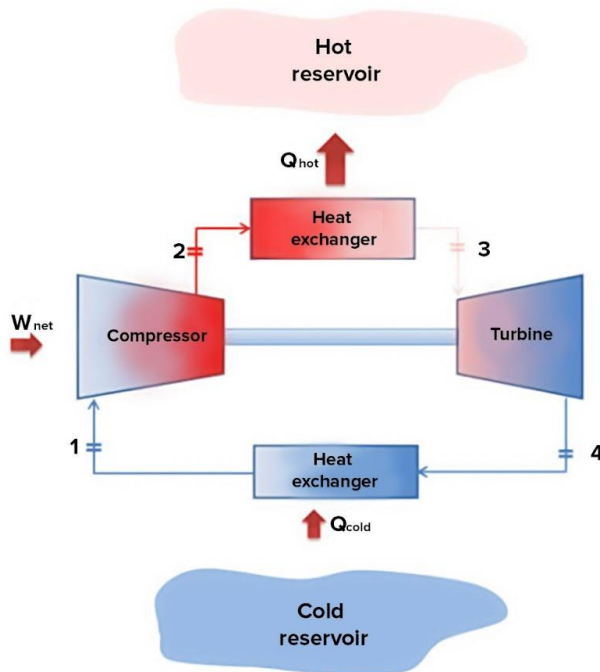 Hot
reservoir
Qhot
Heat
exchanger
2
3
Wnet
Compressor
Turbine
1
Heat
exchanger
4
Qcold
Cold
reservoir